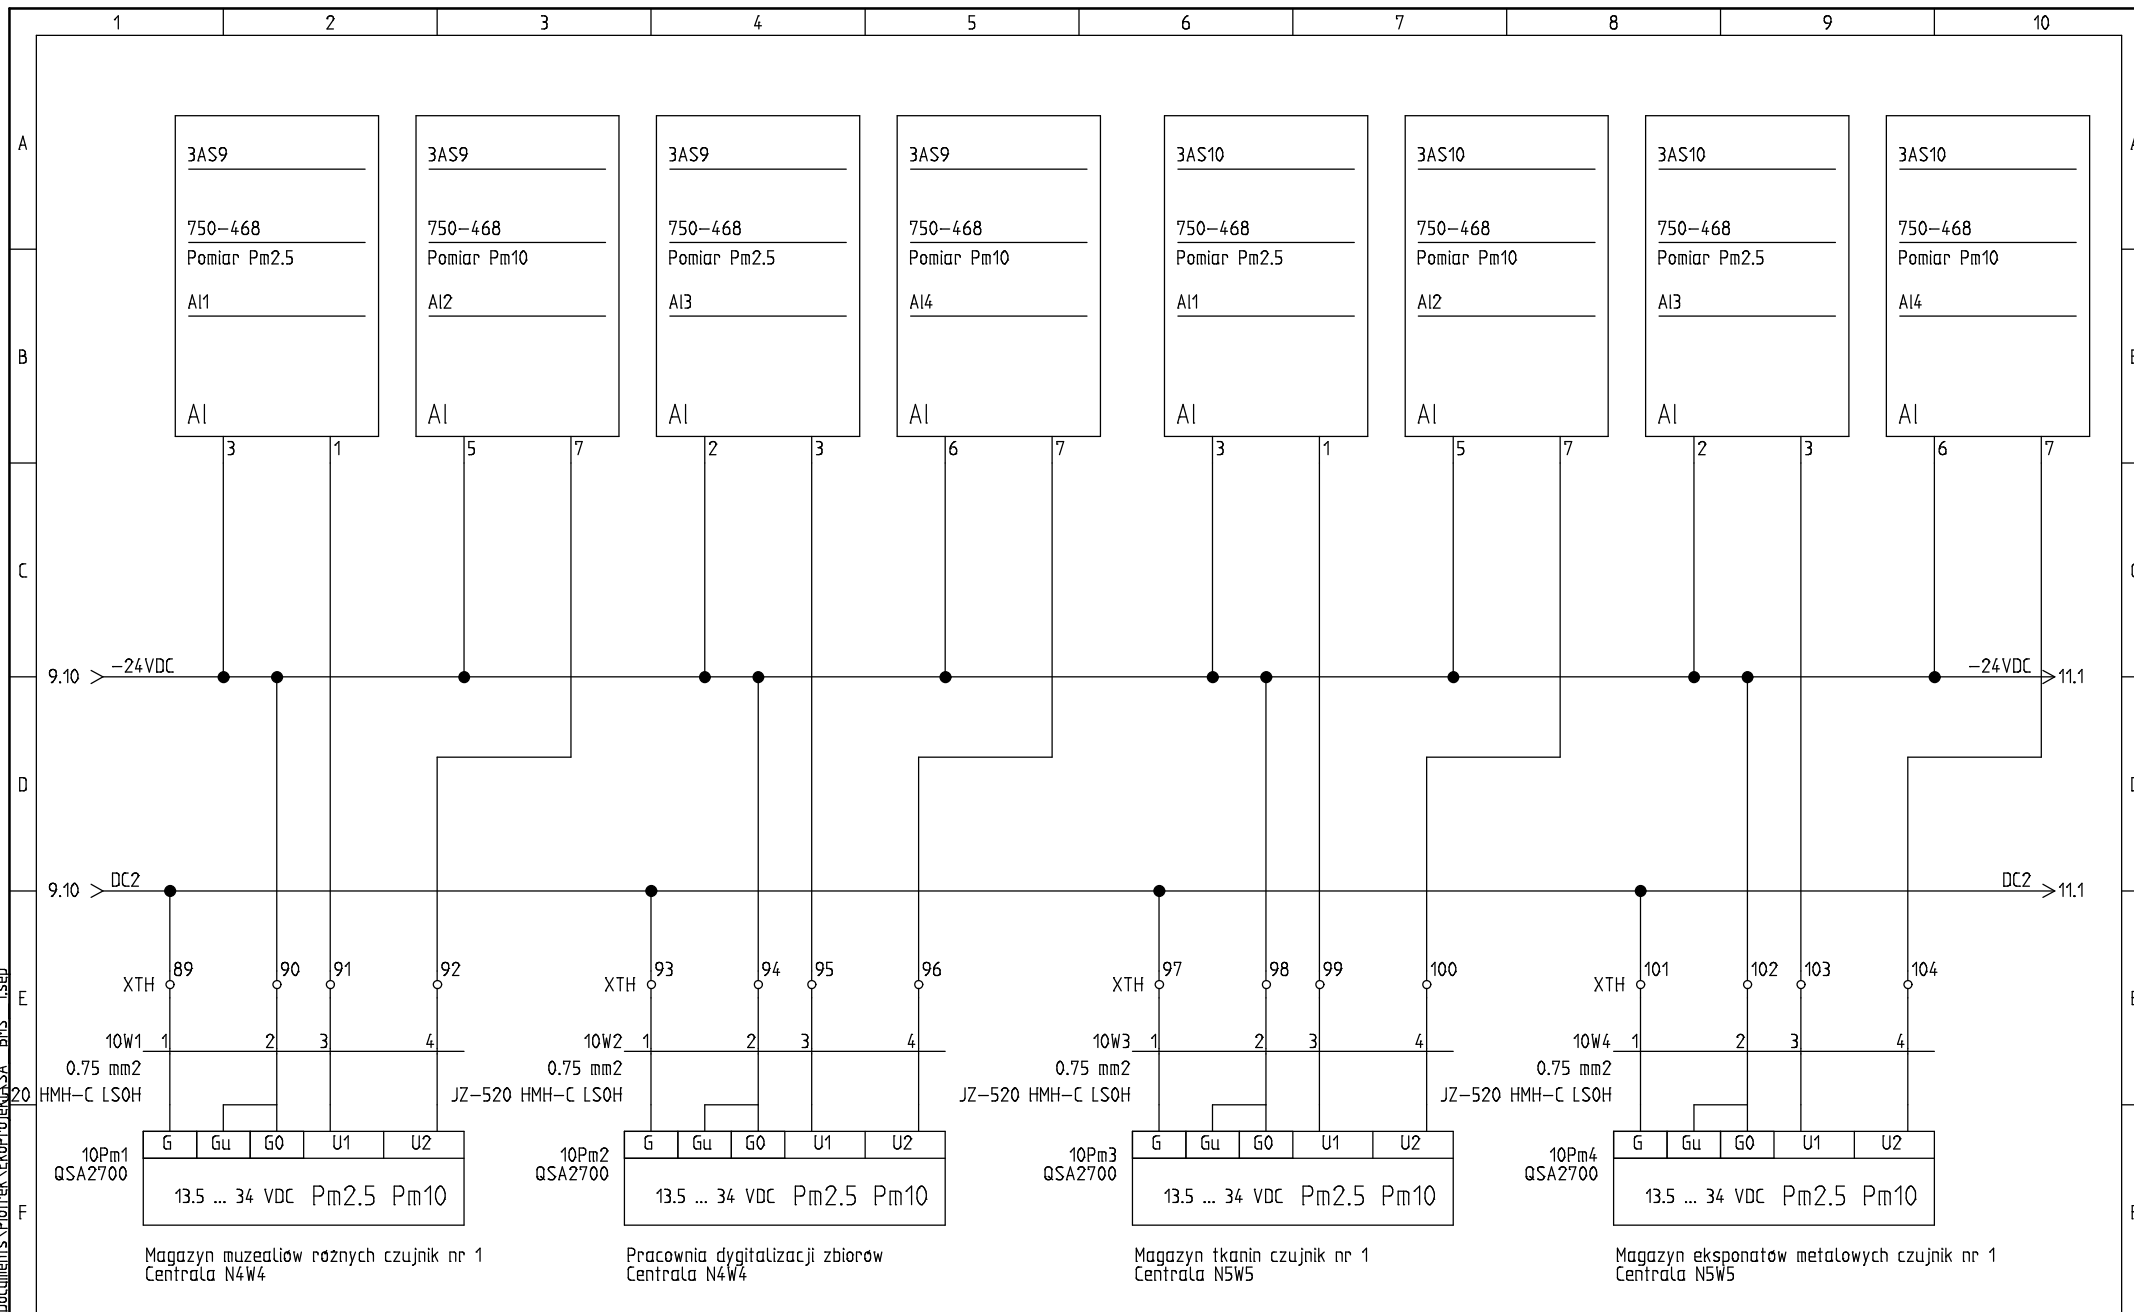 1 2 3 4 5 6 7 8 9 10
A
3AS9 3AS9 3AS9 3AS9 3AS10 3AS10 3AS10 3AS10
750-468 750-468 750-468 750-468 750-468 750-468 750-468 750-468
Pomiar Pm2.5 Pomiar Pm10 Pomiar Pm2.5 Pomiar Pm10 Pomiar Pm2.5 Pomiar Pm10 Pomiar Pm2.5 Pomiar Pm10
AI1 AI2 AI3 AI4 AI1 AI2 AI3 AI4
B
AI AI AI AI AI AI AI AI
3 1 5 7 2 3 6 7 3 1 5 7 2 3 6 7
C
9.10 -24VDC -24VDC 11.1
D
9.10 DC2 DC2 11.1
E
XTH 89 90 91 92 XTH 93 94 95 96 XTH 97 98 99 100 XTH 101 102 103 104
10W1 1 2 3 4 10W2 1 2 3 4 10W3 1 2 3 4 10W4 1 2 3 4
0.75 mm2 0.75 mm2 0.75 mm2 0.75 mm2
20 HMH-C LSOH JZ-520 HMH-C LSOH JZ-520 HMH-C LSOH JZ-520 HMH-C LSOH
G Gu G0 U1 U2 G Gu G0 U1 U2 G Gu G0 U1 U2 G Gu G0 U1 U2
10Pm1 10Pm2 10Pm3 10Pm4
QSA2700 QSA2700 QSA2700 QSA2700
13.5 ... 34 VDC Pm2.5 Pm10 13.5 ... 34 VDC Pm2.5 Pm10 13.5 ... 34 VDC Pm2.5 Pm10 13.5 ... 34 VDC Pm2.5 Pm10
F
Magazyn muzealiów różnych czujnik nr 1 Pracownia dygitalizacji zbiorów Magazyn tkanin czujnik nr 1 Magazyn eksponatów metalowych czujnik nr 1
Centrala N4W4 Centrala N4W4 Centrala N5W5 Centrala N5W5